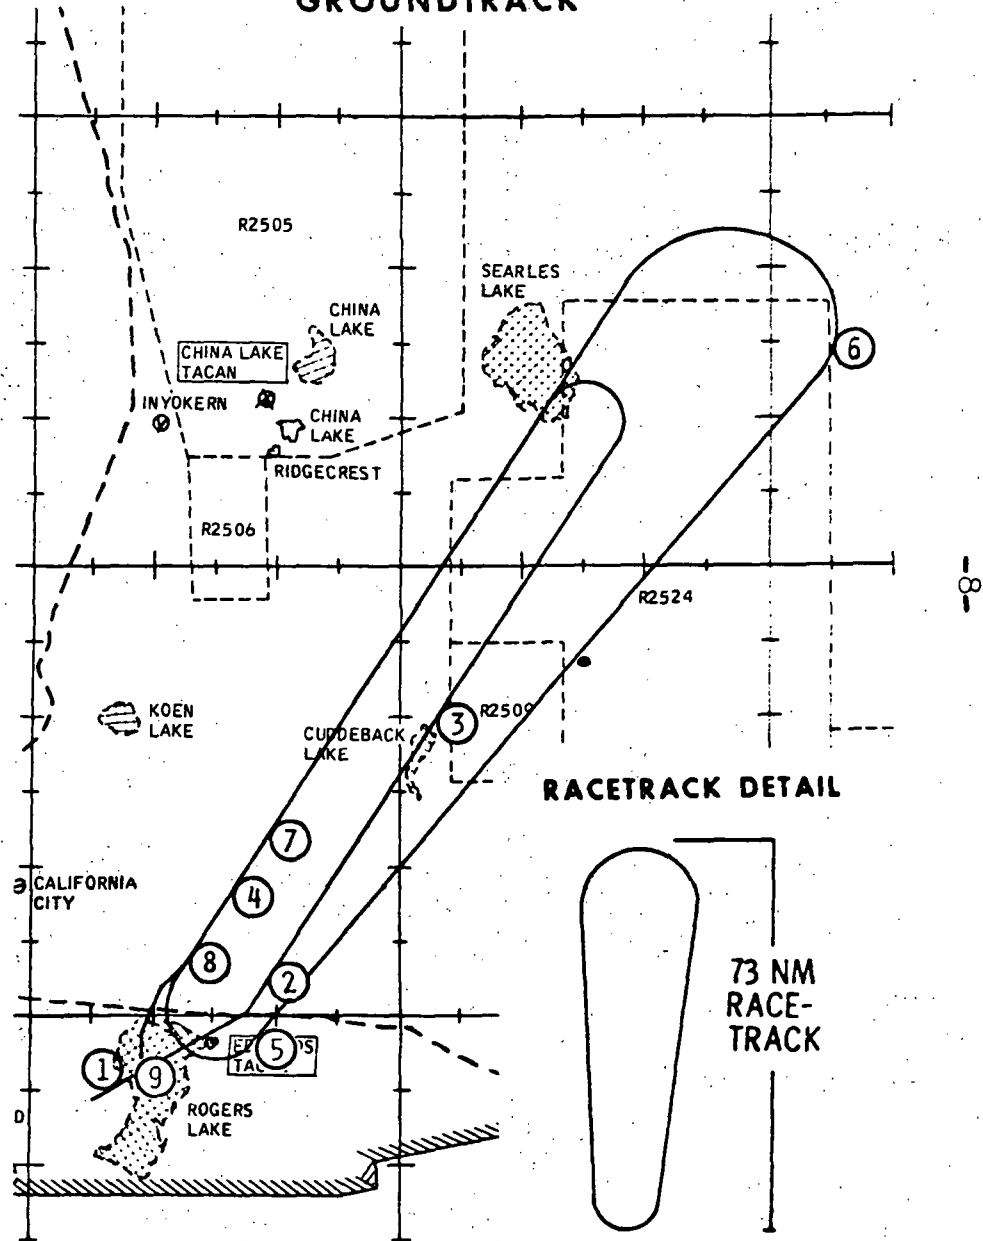 GROUNDTRACK
R2505
SEARLES
LAKE
CHINA
LAKE
CHINA LAKE
TACAN
6
INYOKERN
CHINA
LAKE
RIDGECREST
R2506
-8-
R2524
KOEN
LAKE
3
R2509
CUDDEBACK
LAKE
RACETRACK DETAIL
7
CALIFORNIA
CITY
4
8
2
73 NM
RACE-
TRACK
5
1
9
ROGERS
LAKE
D